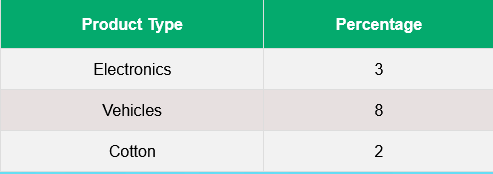 Product Type Percentage
Electronics 3
Vehicles 8
Cotton 2